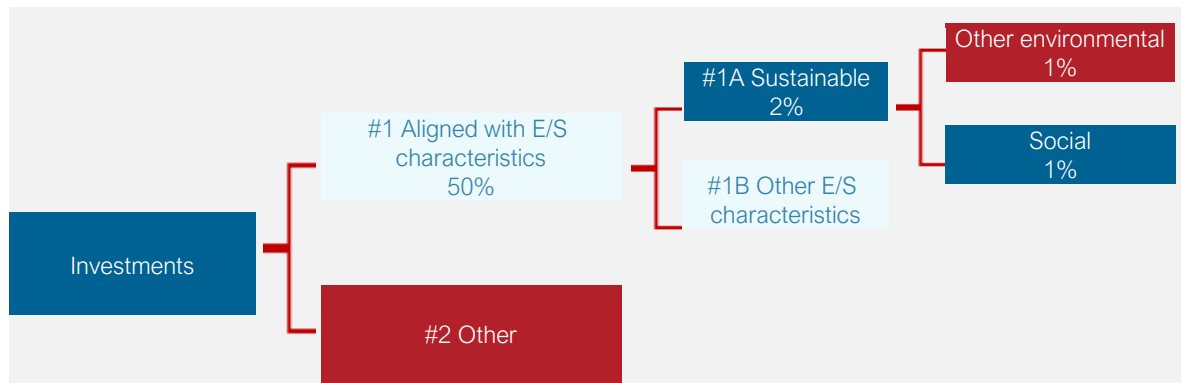 Investments
#1 Aligned with E/S
characteristics
50%
#2 Other
#1A Sustainable
2%
#1B Other E/S
characteristics
Other environmental
1%
Social
1%